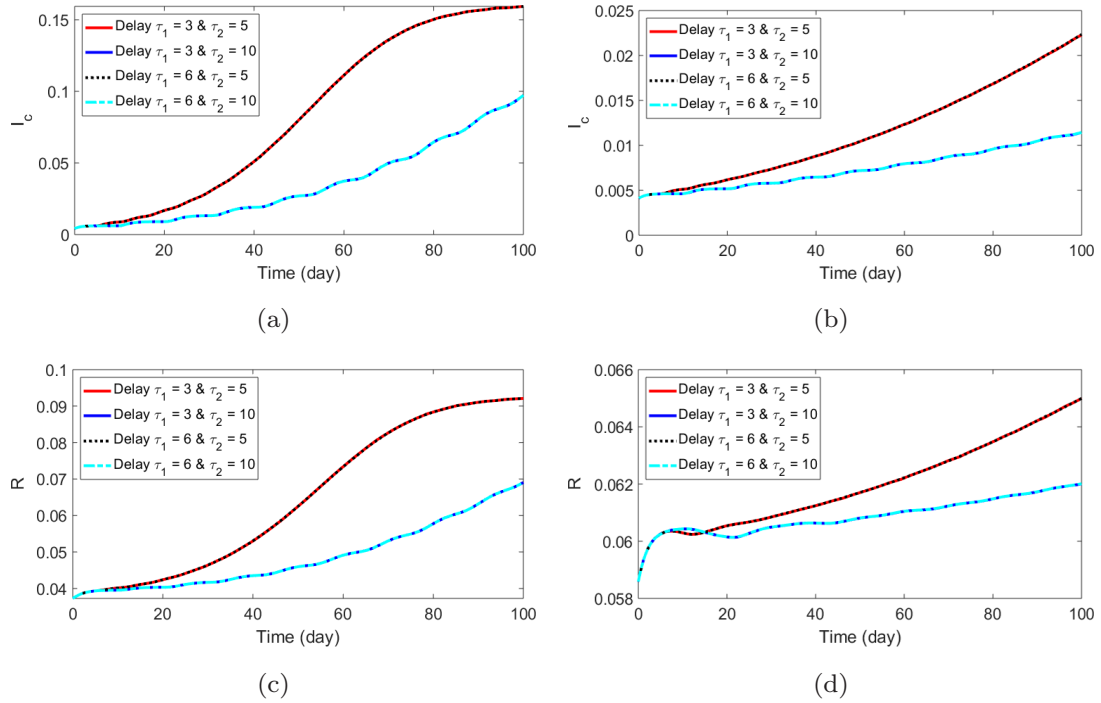 Delay τ1 = 3 & τ2 = 5
Delay τ1 = 3 & τ2 = 10
Delay τ1 = 6 & τ2 = 5
Delay τ1 = 6 & τ2 = 10
0.15
0.1
0.05
0
Ic
0 20 40 60 80 100
Time (day)
(a)
Delay τ1 = 3 & τ2 = 5
Delay τ1 = 3 & τ2 = 10
Delay τ1 = 6 & τ2 = 5
Delay τ1 = 6 & τ2 = 10
0.025
0.02
0.015
0.01
0.005
0
Ic
0 20 40 60 80 100
Time (day)
(b)
Delay τ1 = 3 & τ2 = 5
Delay τ1 = 3 & τ2 = 10
Delay τ1 = 6 & τ2 = 5
Delay τ1 = 6 & τ2 = 10
0.1
0.09
0.08
0.07
0.06
0.05
0.04
R
0 20 40 60 80 100
Time (day)
(c)
Delay τ1 = 3 & τ2 = 5
Delay τ1 = 3 & τ2 = 10
Delay τ1 = 6 & τ2 = 5
Delay τ1 = 6 & τ2 = 10
0.066
0.064
0.062
0.06
0.058
R
0 20 40 60 80 100
Time (day)
(d)